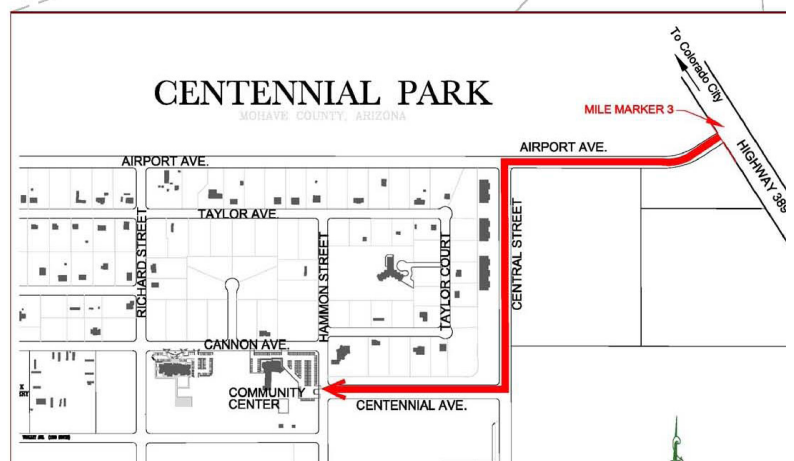 To Colorado City
CENTENNIAL PARK
MOHAVE COUNTY, ARIZONA
MILE MARKER 3
HIGHWAY 389
AIRPORT AVE.
AIRPORT AVE.
TAYLOR AVE.
RICHARD STREET
HAMMON STREET
TAYLOR COURT
CENTRAL STREET
CANNON AVE.
COMMUNITY
CENTER
CENTENNIAL AVE.